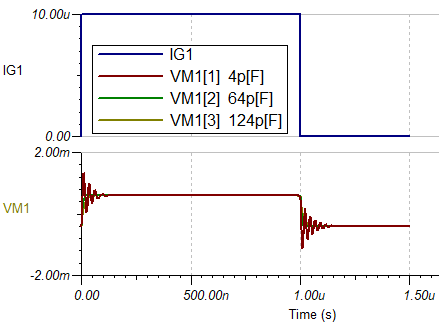 10.00u
IG1
0.00
IG1
VM1[1] 4p[F]
VM1[2] 64p[F]
VM1[3] 124p[F]
2.00m
VM1
-2.00m
0.00 500.00n 1.00u 1.50u
Time (s)